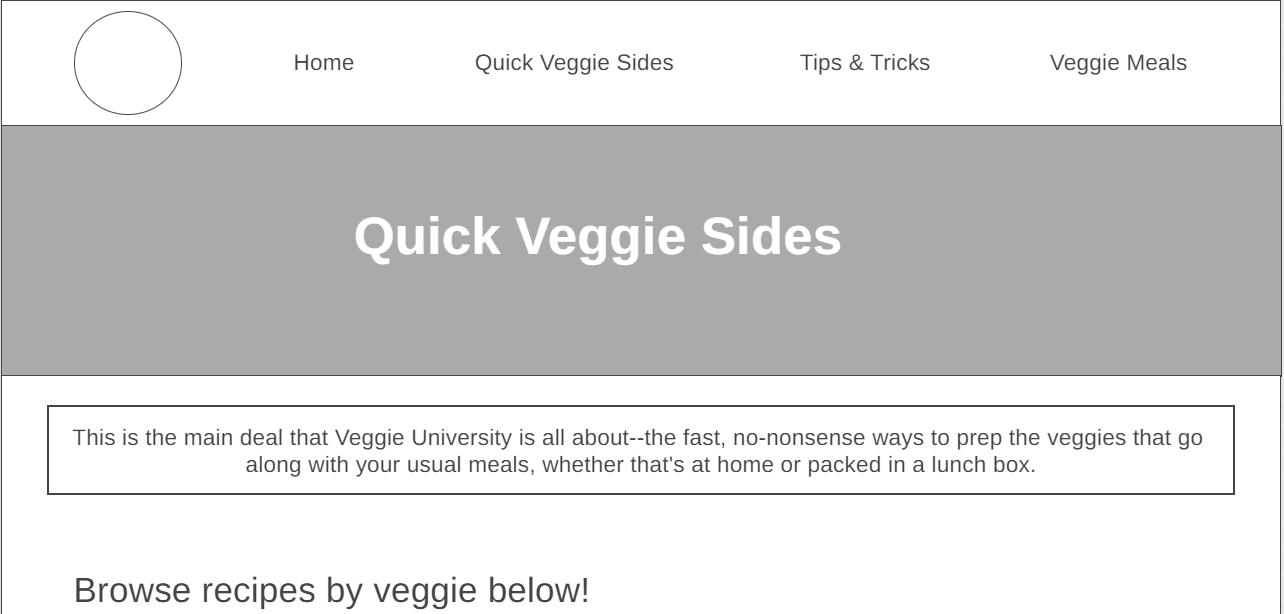 Home Quick Veggie Sides Tips & Tricks Veggie Meals
Quick Veggie Sides
This is the main deal that Veggie University is all about--the fast, no-nonsense ways to prep the veggies that go
along with your usual meals, whether that's at home or packed in a lunch box.
Browse recipes by veggie below!